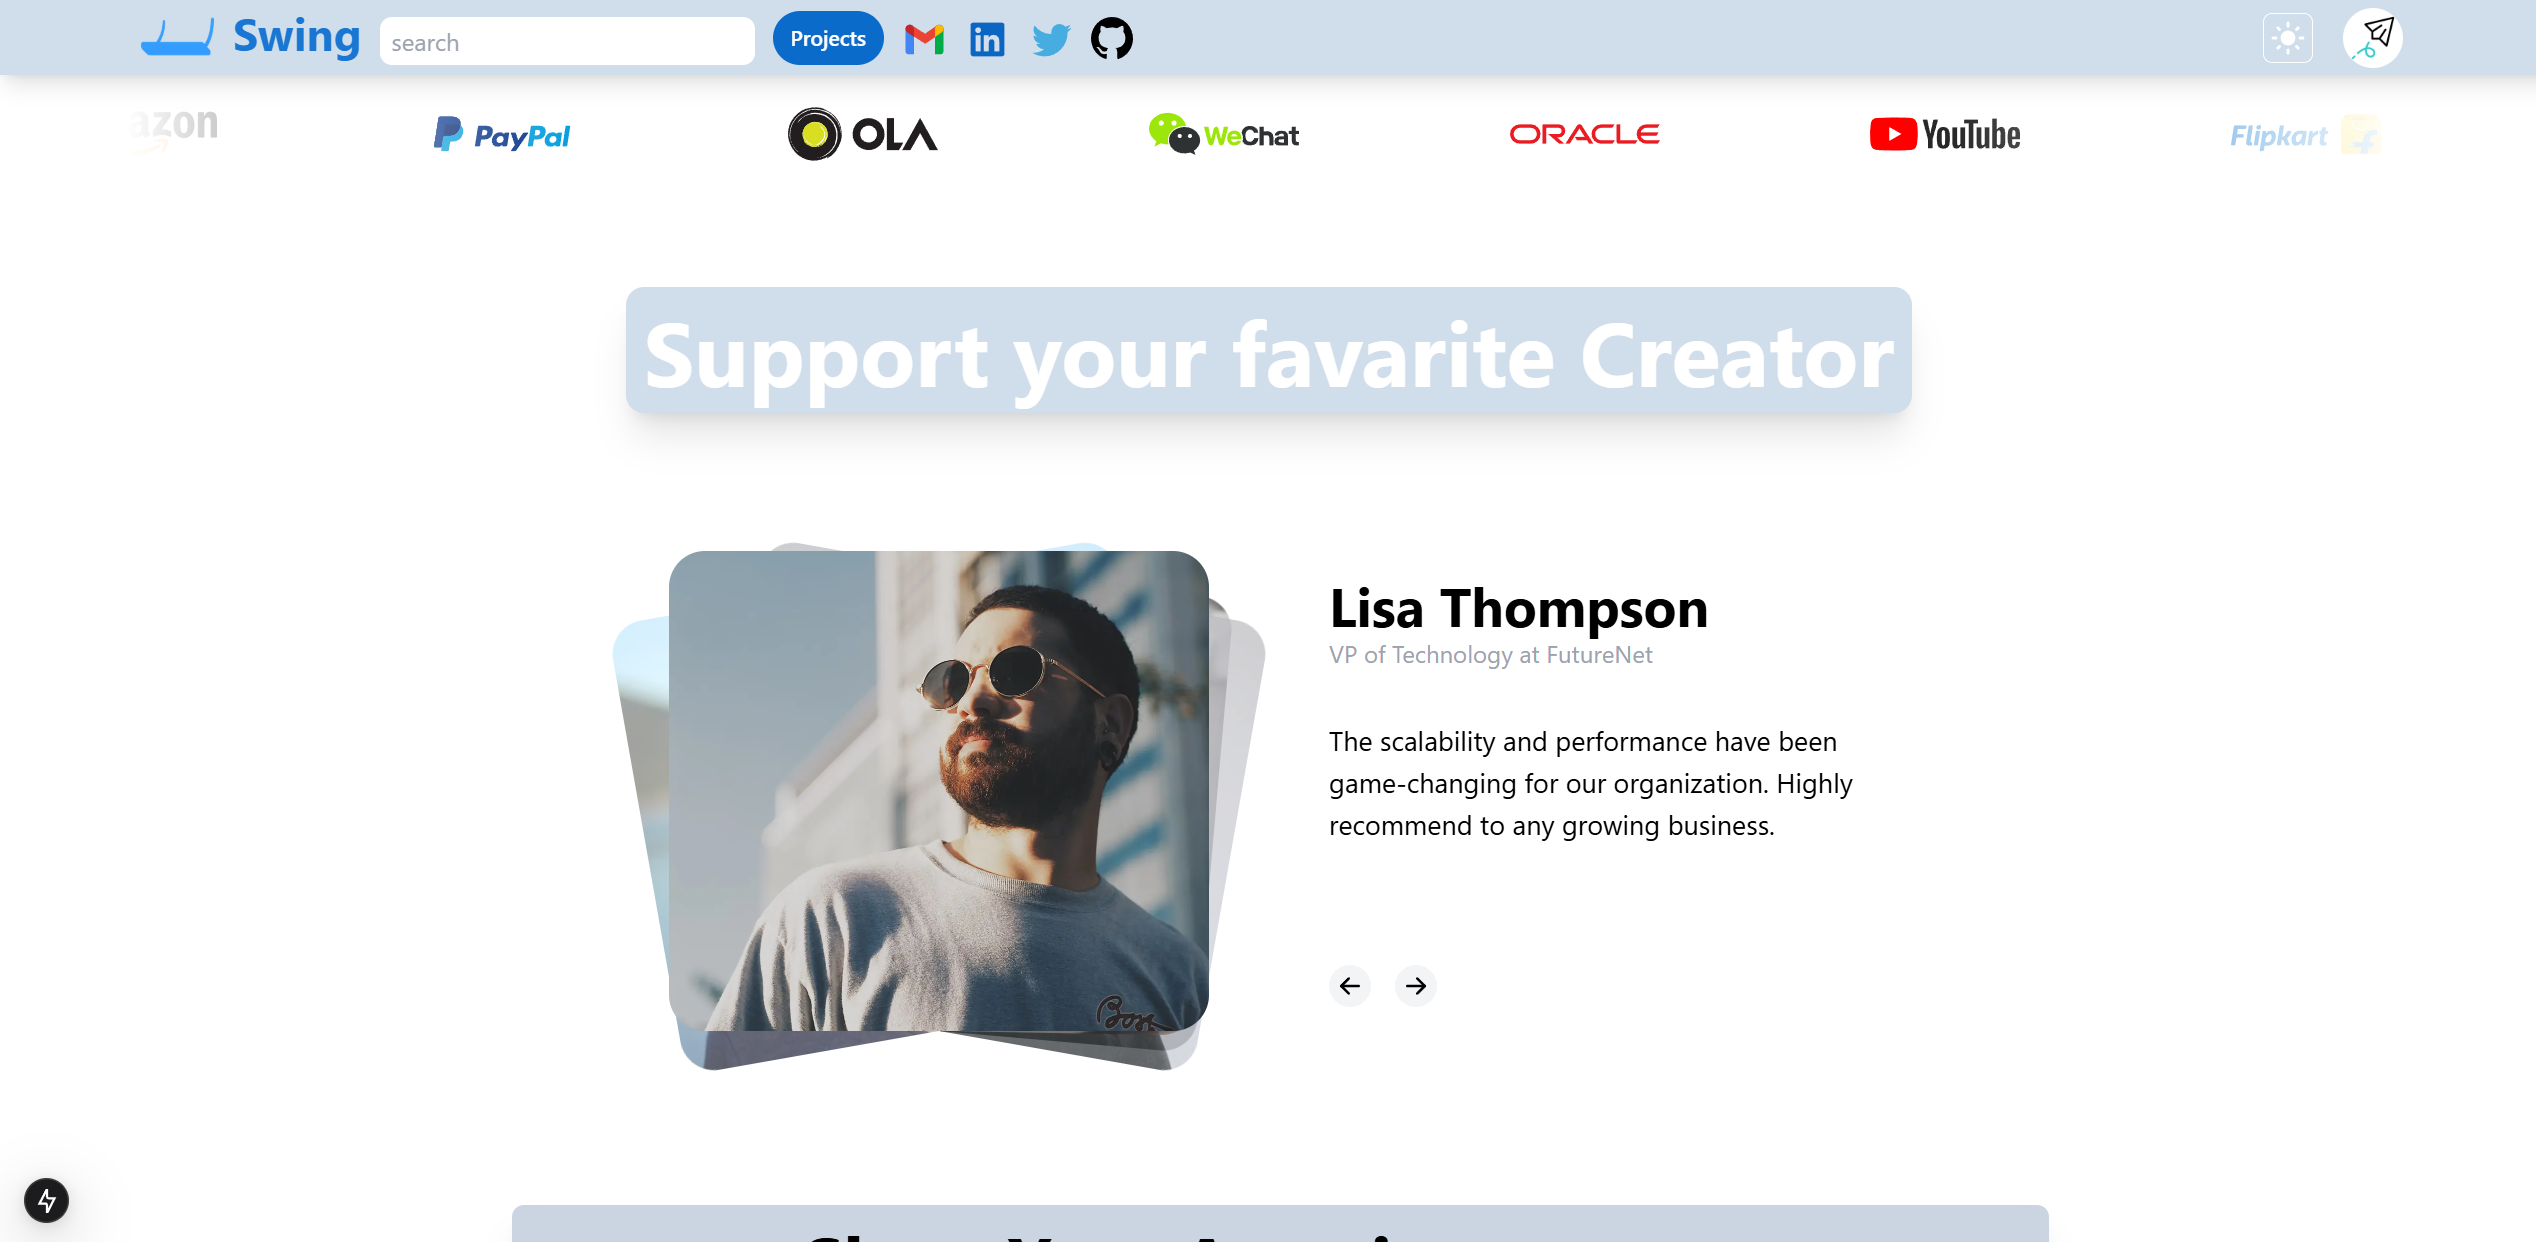 Swing
search
Projects
azon
PayPal
OLA
WeChat
ORACLE
YouTube
Flipkart
Support your favarite Creator
Lisa Thompson
VP of Technology at FutureNet
The scalability and performance have been
game-changing for our organization. Highly
recommend to any growing business.